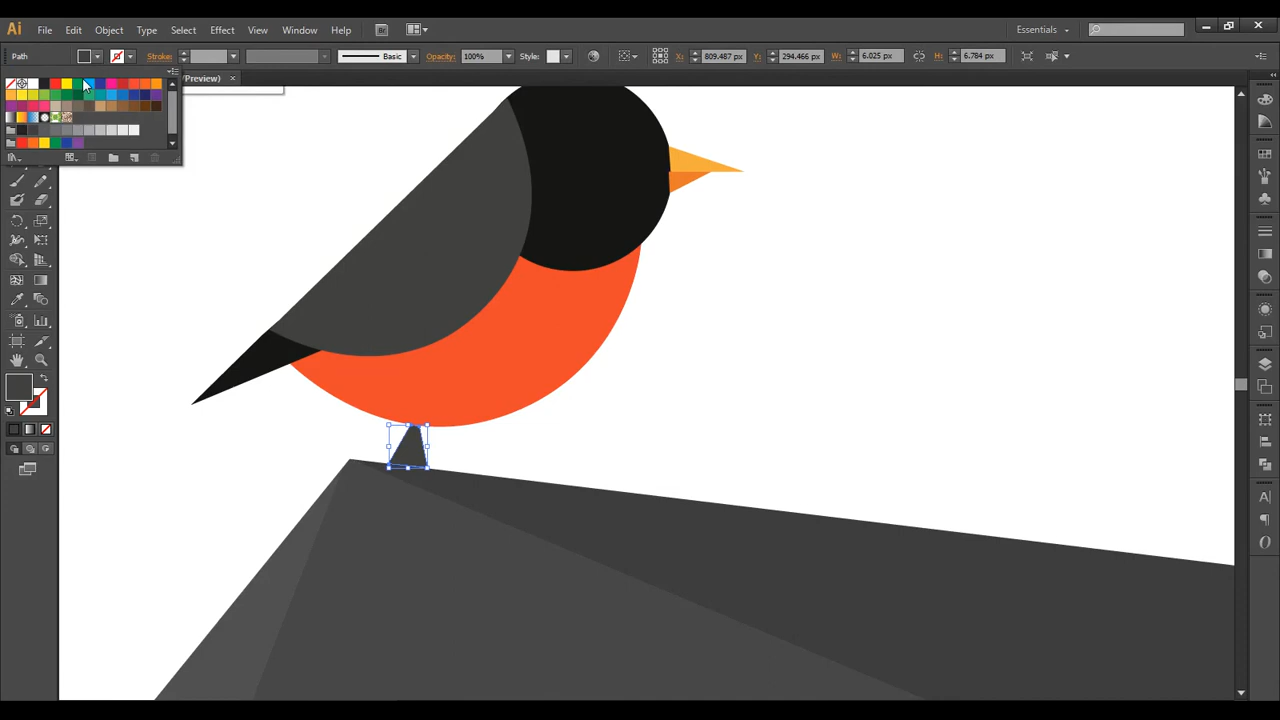 Ai File Edit Object Type Select Effect View Window Help Essentials
Path Stroke: Basic Opacity: 100% Style: X: 809.487 px Y: 294.466 px W: 6.025 px H: 6.784 px
(Preview) ×